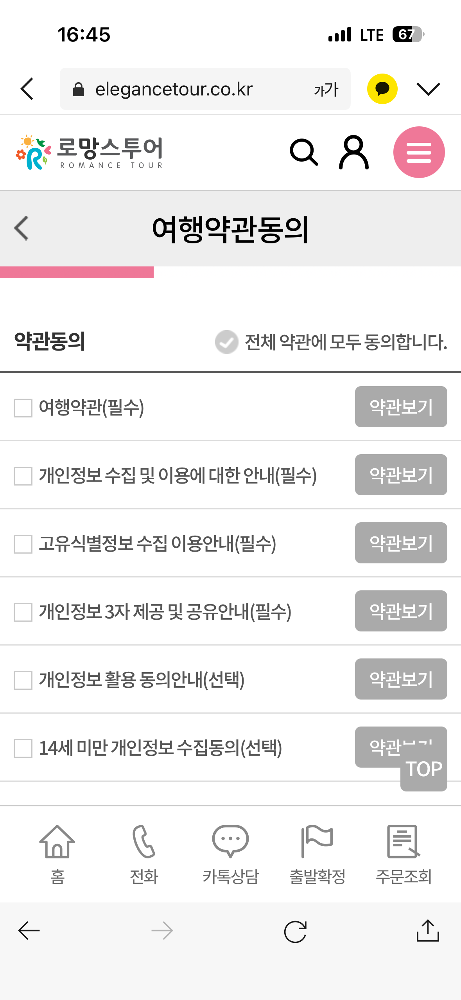 16:45
LTE 67
elegancetour.co.kr 가가
로망스투어
ROMANCE TOUR
여행약관동의
약관동의
전체 약관에 모두 동의합니다.
여행약관(필수) 약관보기
개인정보 수집 및 이용에 대한 안내(필수) 약관보기
고유식별정보 수집 이용안내(필수) 약관보기
개인정보 3자 제공 및 공유안내(필수) 약관보기
개인정보 활용 동의안내(선택) 약관보기
14세 미만 개인정보 수집동의(선택) 약관보기
TOP
홈 전화 카톡상담 출발확정 주문조회